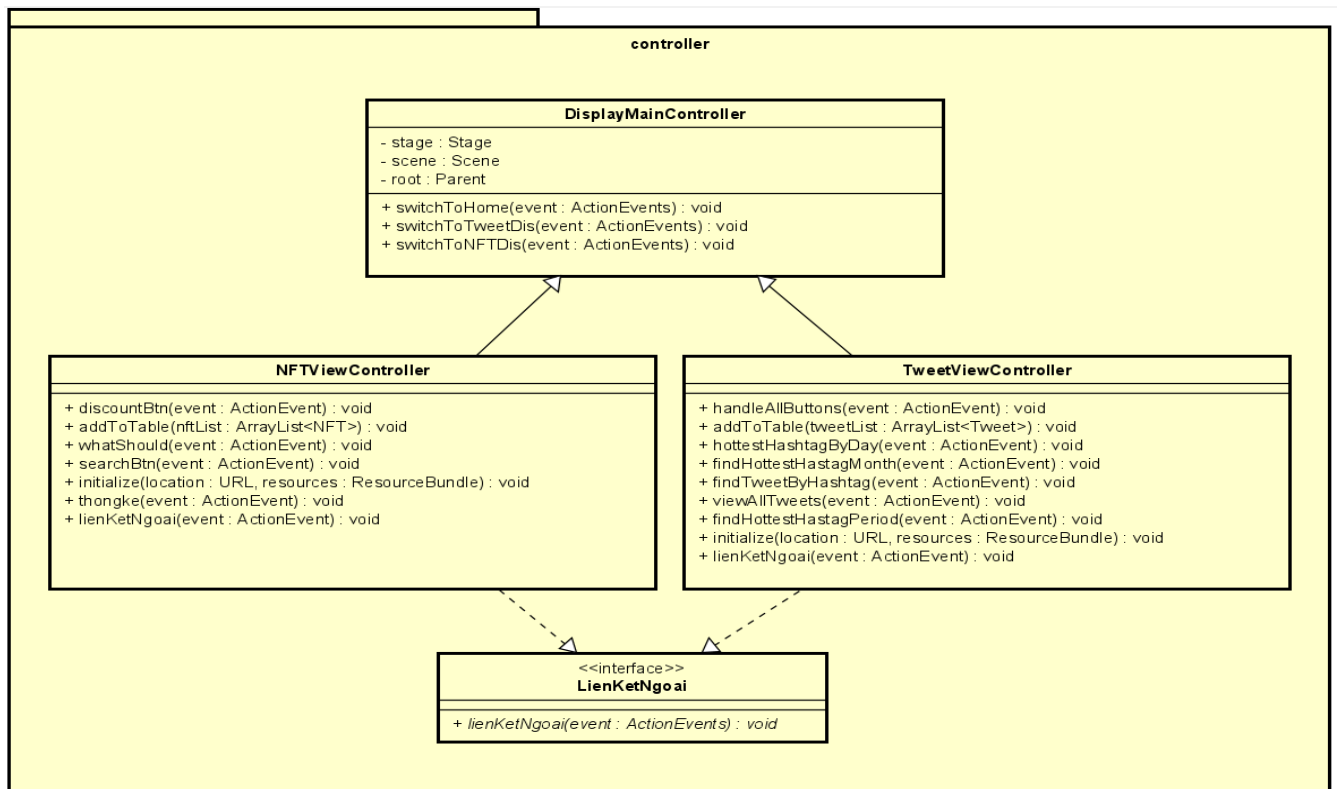 controller
DisplayMainController
- stage : Stage
- scene : Scene
- root : Parent
+ switchToHome(event : ActionEvents) : void
+ switchToTweetDis(event : ActionEvents) : void
+ switchToNFTDis(event : ActionEvents) : void
NFTViewController
+ discountBtn(event : ActionEvent) : void
+ addToTable(nftList : ArrayList<NFT>) : void
+ whatShould(event : ActionEvent) : void
+ searchBtn(event : ActionEvent) : void
+ initialize(location : URL, resources : ResourceBundle) : void
+ thongke(event : ActionEvent) : void
+ lienKetNgoai(event : ActionEvent) : void
TweetViewController
+ handleAllButtons(event : ActionEvent) : void
+ addToTable(tweetList : ArrayList<Tweet>) : void
+ hottestHashtagByDay(event : ActionEvent) : void
+ findHottestHastagMonth(event : ActionEvent) : void
+ findTweetByHashtag(event : ActionEvent) : void
+ viewAllTweets(event : ActionEvent) : void
+ findHottestHastagPeriod(event : ActionEvent) : void
+ initialize(location : URL, resources : ResourceBundle) : void
+ lienKetNgoai(event : ActionEvent) : void
<<interface>>
LienKetNgoai
+ lienKetNgoai(event : ActionEvents) : void